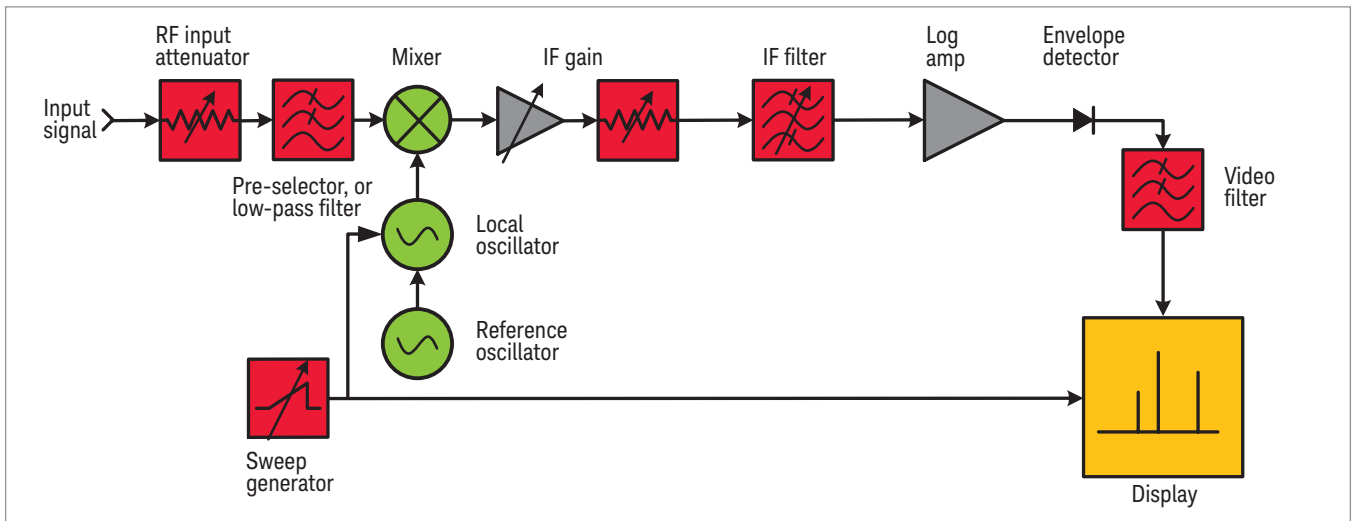 RF input
attenuator
Mixer
IF gain
IF filter
Log
amp
Envelope
detector
Input
signal
Pre-selector, or
low-pass filter
Local
oscillator
Video
filter
Reference
oscillator
Sweep
generator
Display